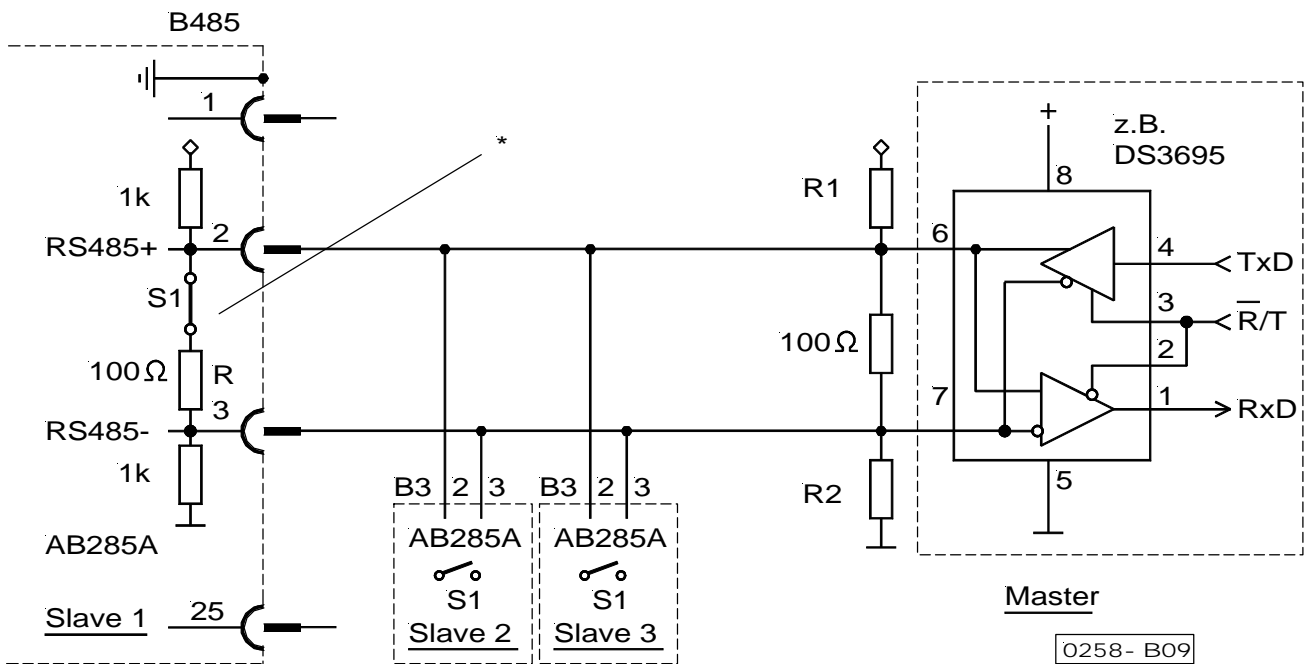 B485
1
1k
RS485+
2
S1
100Ω
R
3
RS485-
1k
AB285A
Slave 1
25
*
B3
2
3
AB285A
S1
Slave 2
B3
2
3
AB285A
S1
Slave 3
R1
100Ω
R2
+
z.B.
DS3695
8
6
4
TxD
3
R̅/T
2
7
1
RxD
5
Master
0258- B09